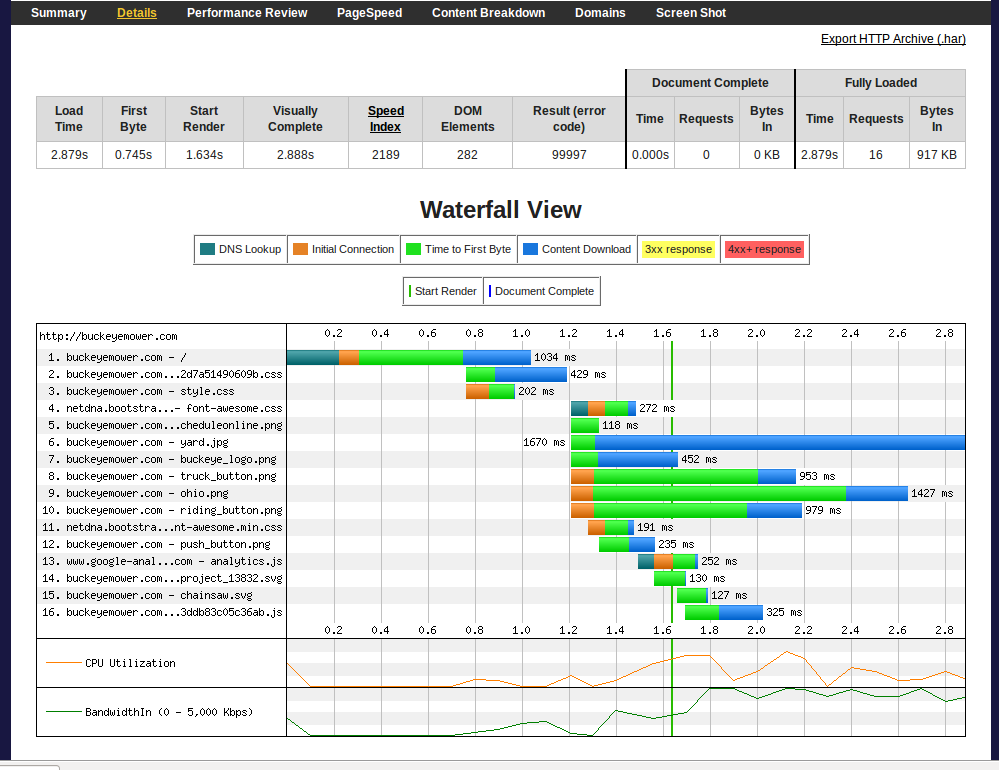 Summary Details Performance Review PageSpeed Content Breakdown Domains Screen Shot
Export HTTP Archive (.har)
Document Complete Fully Loaded
Load Time First Byte Start Render Visually Complete Speed Index DOM Elements Result (error code) Time Requests Bytes In Time Requests Bytes In
2.879s 0.745s 1.634s 2.888s 2189 282 99997 0.000s 0 0 KB 2.879s 16 917 KB
Waterfall View
DNS Lookup Initial Connection Time to First Byte Content Download 3xx response 4xx+ response
Start Render Document Complete
http://buckeyemower.com 0.2 0.4 0.6 0.8 1.0 1.2 1.4 1.6 1.8 2.0 2.2 2.4 2.6 2.8
1. buckeyemower.com - / 1034 ms
2. buckeyemower.com...2d7a51490609b.css 429 ms
3. buckeyemower.com - style.css 202 ms
4. netdna.bootstra...- font-awesome.css 272 ms
5. buckeyemower.com...cheduleonline.png 118 ms
6. buckeyemower.com - yard.jpg 1670 ms
7. buckeyemower.com - buckeye_logo.png 452 ms
8. buckeyemower.com - truck_button.png 953 ms
9. buckeyemower.com - ohio.png 1427 ms
10. buckeyemower.com - riding_button.png 979 ms
11. netdna.bootstra...nt-awesome.min.css 191 ms
12. buckeyemower.com - push_button.png 235 ms
13. www.google-anal...com - analytics.js 252 ms
14. buckeyemower.com...project_13832.svg 130 ms
15. buckeyemower.com - chainsaw.svg 127 ms
16. buckeyemower.com...3ddb83c05c36ab.js 325 ms
0.2 0.4 0.6 0.8 1.0 1.2 1.4 1.6 1.8 2.0 2.2 2.4 2.6 2.8
CPU Utilization
BandwidthIn (0 - 5,000 Kbps)